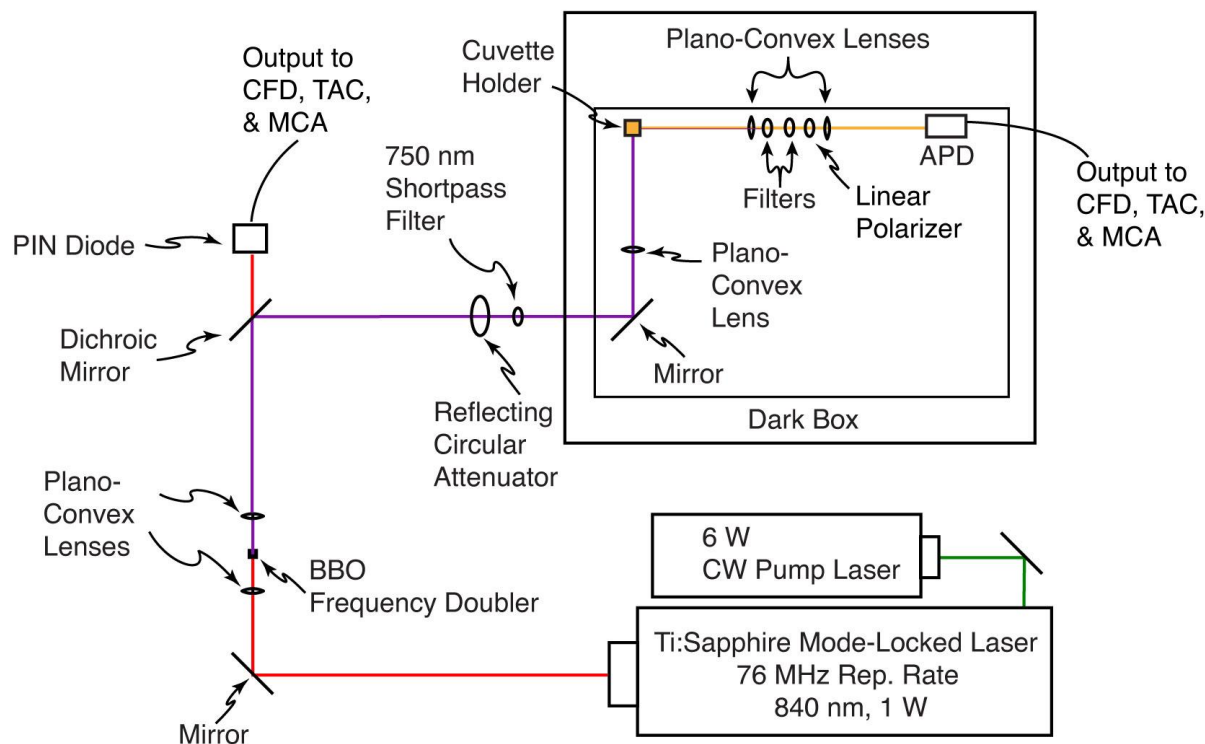 Output to
CFD, TAC,
& MCA
Cuvette
Holder
Plano-Convex Lenses
750 nm
Shortpass
Filter
APD
Filters
Linear
Polarizer
Output to
CFD, TAC,
& MCA
PIN Diode
Plano-
Convex
Lens
Dichroic
Mirror
Mirror
Reflecting
Circular
Attenuator
Dark Box
Plano-
Convex
Lenses
BBO
Frequency Doubler
6 W
CW Pump Laser
Ti:Sapphire Mode-Locked Laser
76 MHz Rep. Rate
840 nm, 1 W
Mirror